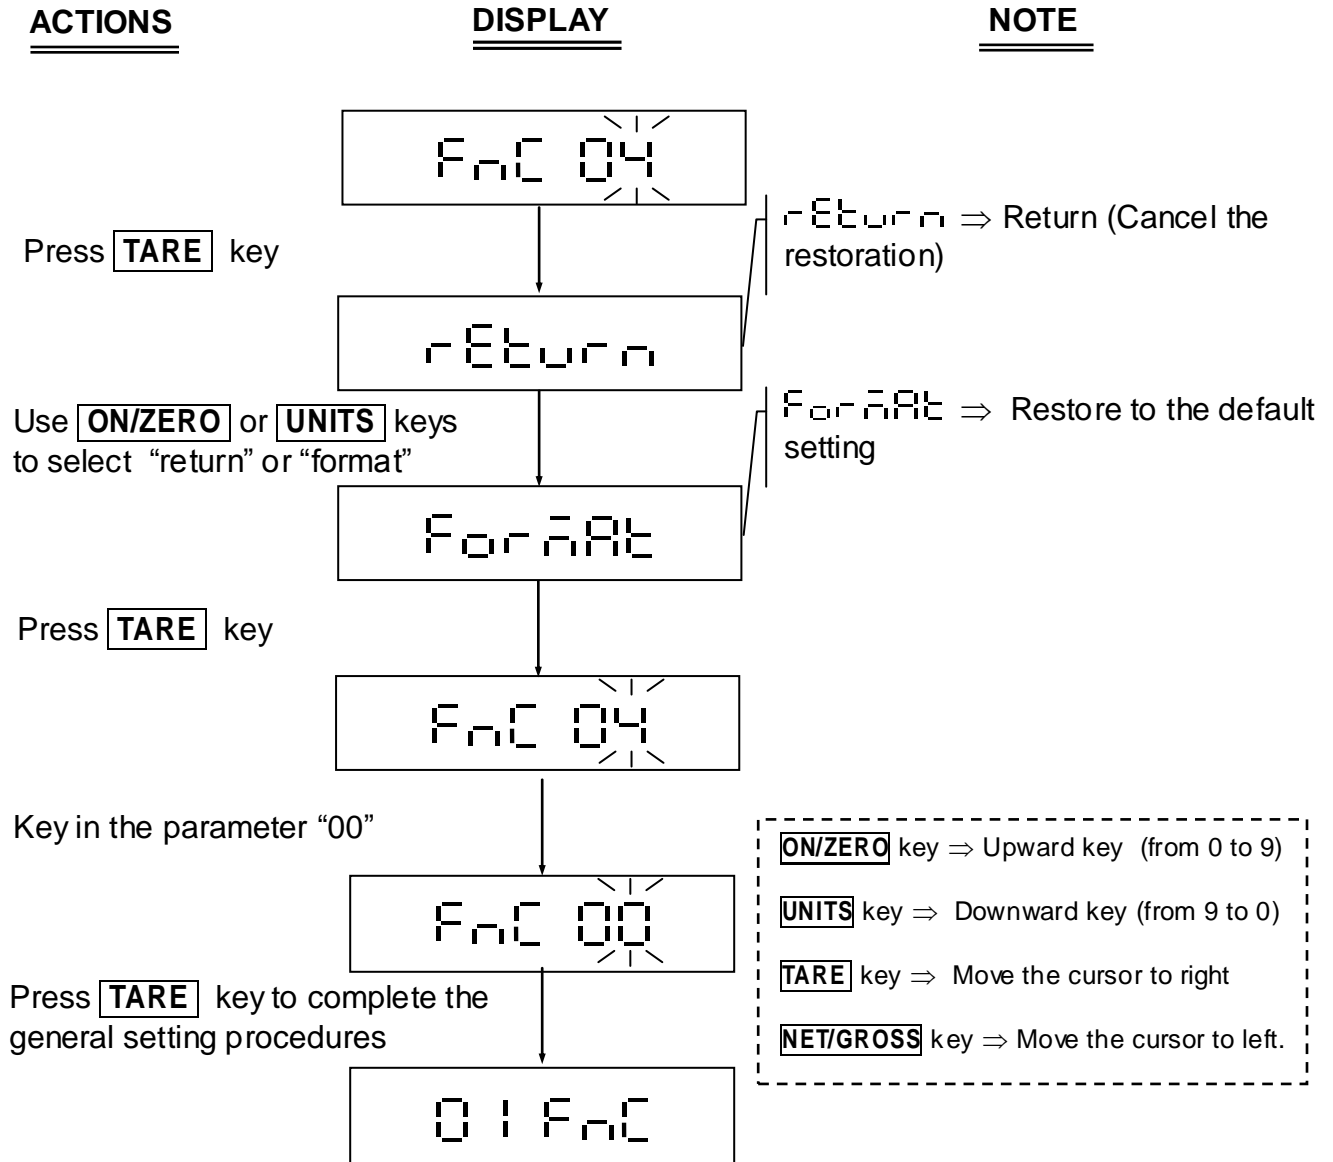 ACTIONS DISPLAY NOTE
FnC 04
Press TARE key
rEturn ⇒ Return (Cancel the
restoration)
rEturn
Use ON/ZERO or UNITS keys
to select “return” or “format”
FormAt ⇒ Restore to the default
setting
FormAt
Press TARE key
FnC 04
Key in the parameter “00”
FnC 00
Press TARE key to complete the
general setting procedures
01 FnC
ON/ZERO key ⇒ Upward key (from 0 to 9)
UNITS key ⇒ Downward key (from 9 to 0)
TARE key ⇒ Move the cursor to right
NET/GROSS key ⇒ Move the cursor to left.